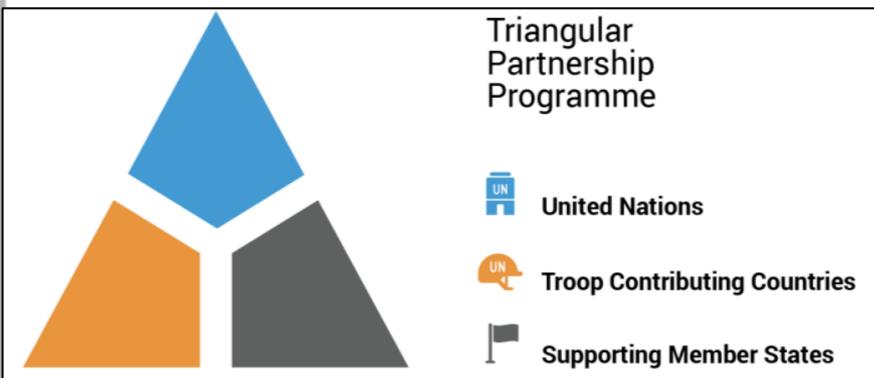 Triangular
Partnership
Programme
UN
United Nations
UN
Troop Contributing Countries
Supporting Member States